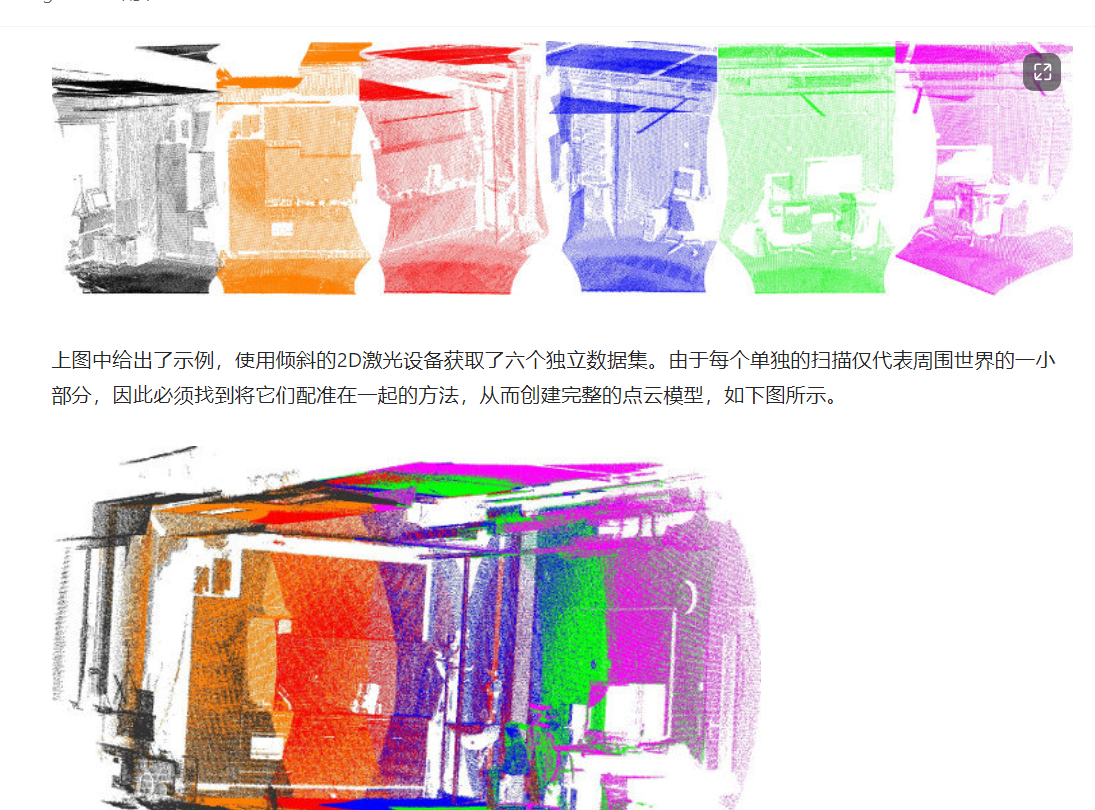 上图中给出了示例，使用倾斜的2D激光设备获取了六个独立数据集。由于每个单独的扫描仅代表周围世界的一小
部分，因此必须找到将它们配准在一起的方法，从而创建完整的点云模型，如下图所示。